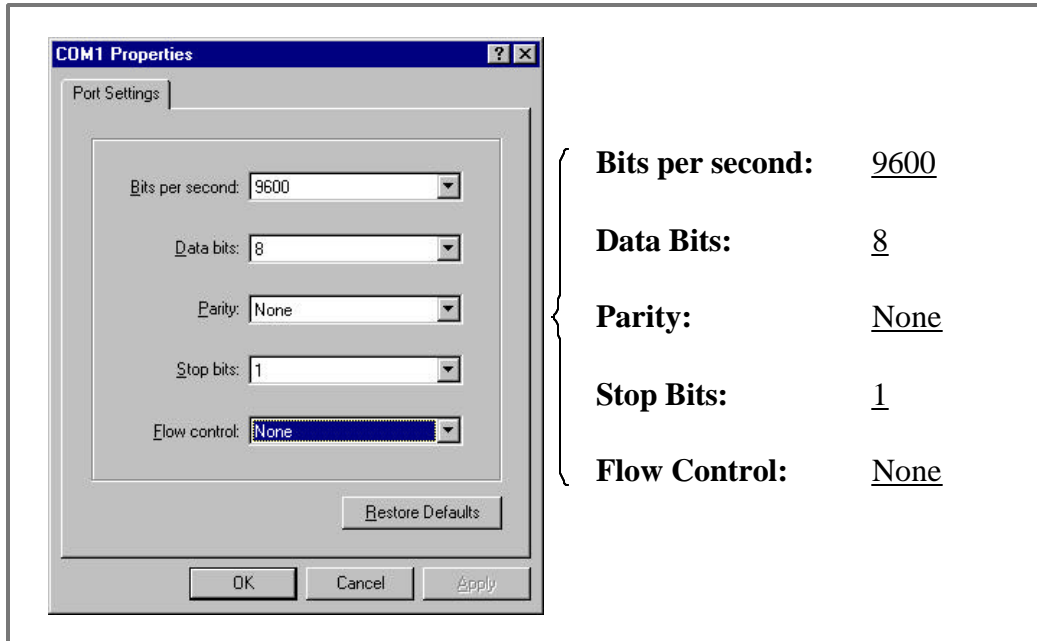 COM1 Properties
Port Settings
Bits per second: 9600
Data bits: 8
Parity: None
Stop bits: 1
Flow control: None
Restore Defaults
OK Cancel Apply
Bits per second: 9600
Data Bits: 8
Parity: None
Stop Bits: 1
Flow Control: None